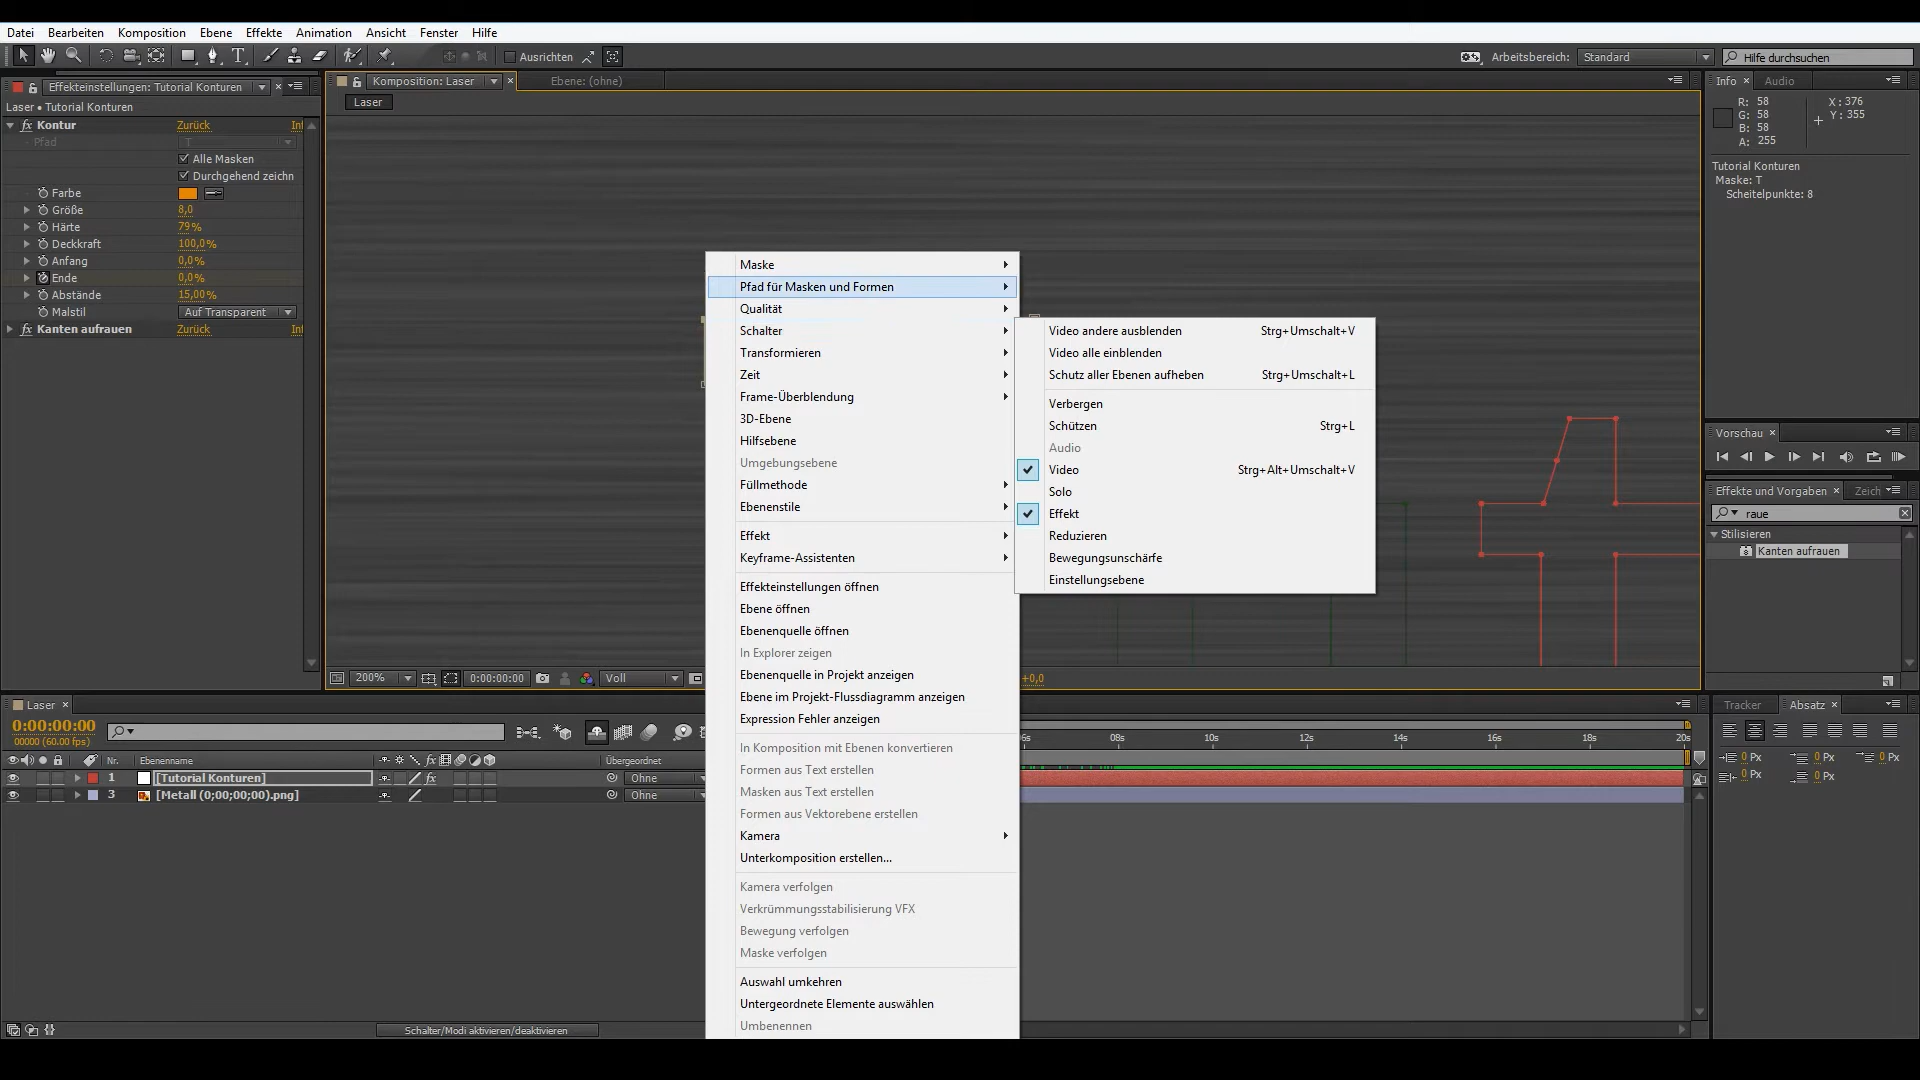 Datei Bearbeiten Komposition Ebene Effekte Animation Ansicht Fenster Hilfe
Ausrichten
Arbeitsbereich: Standard
Hilfe durchsuchen
Effekteinstellungen: Tutorial Konturen
Laser • Tutorial Konturen
Kontur Zurück Inf
Pfad T
Alle Masken
Durchgehend zeichn
Farbe
Größe 8,0
Härte 79%
Deckkraft 100,0%
Anfang 0,0%
Ende 0,0%
Abstände 15,00%
Malstil Auf Transparent
Kanten aufrauen Zurück Inf
Komposition: Laser
Ebene: (ohne)
Laser
Maske
Pfad für Masken und Formen
Qualität
Schalter
Transformieren
Zeit
Frame-Überblendung
3D-Ebene
Hilfsebene
Umgebungsebene
Füllmethode
Ebenenstile
Effekt
Keyframe-Assistenten
Effekteinstellungen öffnen
Ebene öffnen
Ebenenquelle öffnen
In Explorer zeigen
Ebenenquelle in Projekt anzeigen
Ebene im Projekt-Flussdiagramm anzeigen
Expression Fehler anzeigen
In Komposition mit Ebenen konvertieren
Formen aus Text erstellen
Masken aus Text erstellen
Formen aus Vektorebene erstellen
Kamera
Unterkomposition erstellen...
Kamera verfolgen
Verkrümmungsstabilisierung VFX
Bewegung verfolgen
Maske verfolgen
Auswahl umkehren
Untergeordnete Elemente auswählen
Umbenennen
Video andere ausblenden Strg+Umschalt+V
Video alle einblenden
Schutz aller Ebenen aufheben Strg+Umschalt+L
Verbergen
Schützen Strg+L
Audio
Video Strg+Alt+Umschalt+V
Solo
Effekt
Reduzieren
Bewegungsunschärfe
Einstellungsebene
200% 0:00:00:00 Voll +0,0
Info Audio
R: 58 X: 376
G: 58 Y: 355
B: 58
A: 255
Tutorial Konturen
Maske: T
Scheitelpunkte: 8
Vorschau
Effekte und Vorgaben Zeich
raue
Stilisieren
Kanten aufrauen
Laser
0:00:00:00
00000 (60.00 fps)
Nr. Ebenenname fx Übergeordnet
1 [Tutorial Konturen] fx Ohne
3 [Metall (0;00;00;00).png] Ohne
Schalter/Modi aktivieren/deaktivieren
6s 08s 10s 12s 14s 16s 18s 20s
Tracker Absatz
0 Px 0 Px 0 Px
0 Px 0 Px